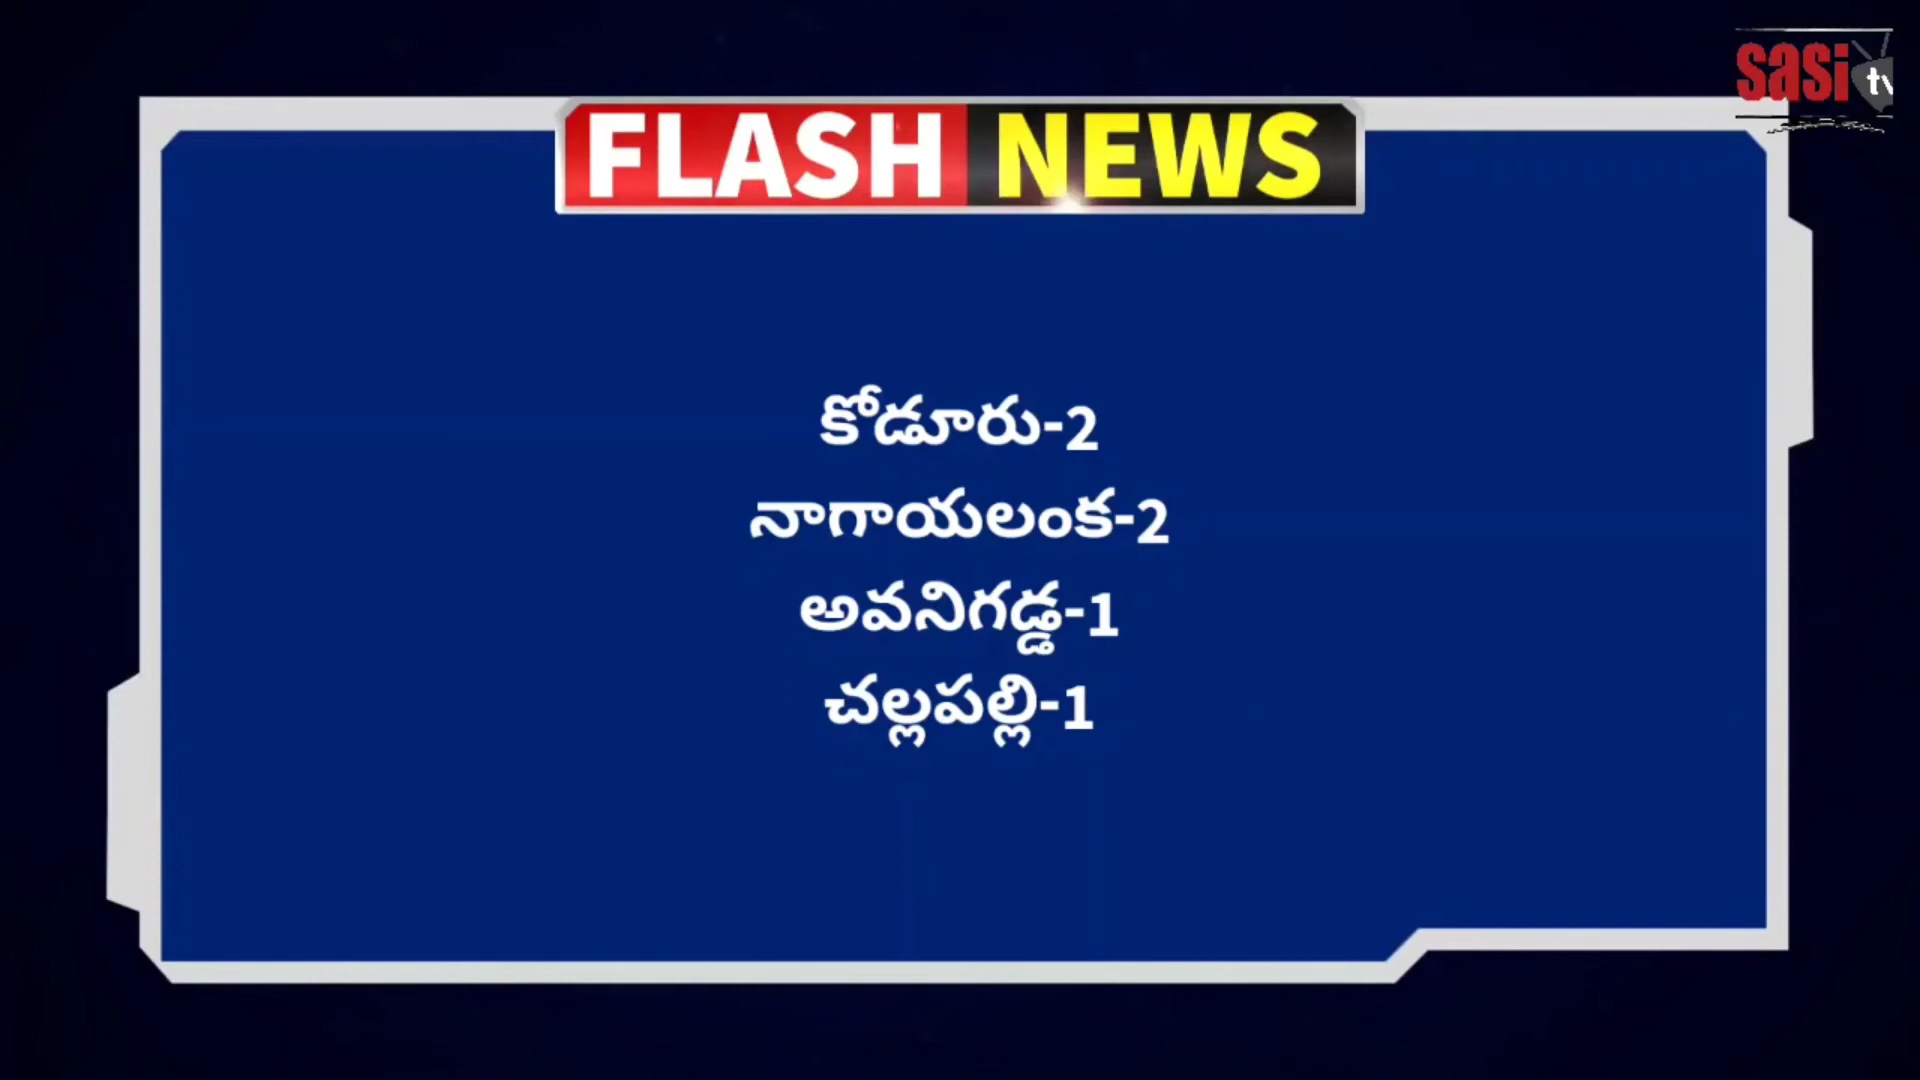 sasi tv
FLASH NEWS
కోడూరు-2
నాగాయలంక-2
అవనిగడ్డ-1
చల్లపల్లి-1